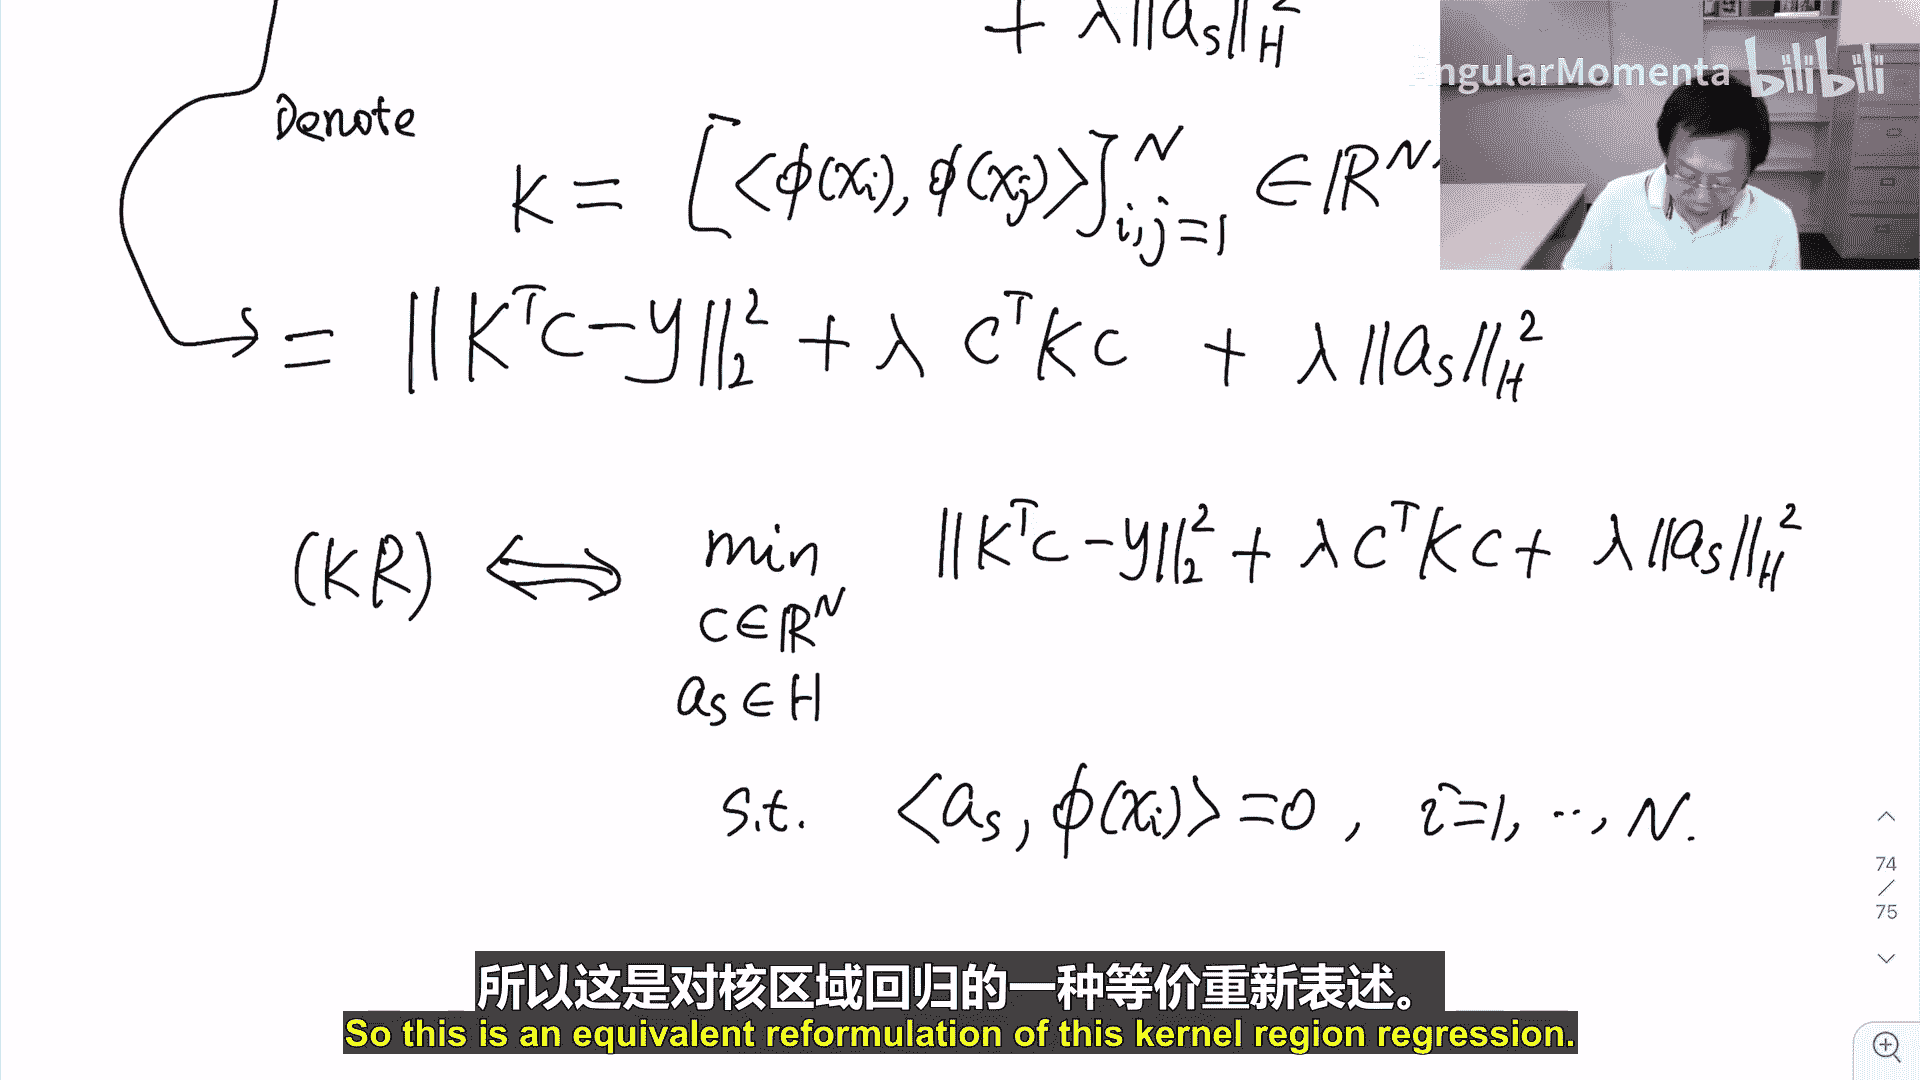 + λ‖a_s‖_H^2
ngularMomenta bilibili
Denote
K = [<φ(x_i), φ(x_j)>]_{i,j=1}^N ∈ ℝ^N
= ‖K^T c − y‖_2^2 + λ c^T K c + λ‖a_s‖_H^2
(KR) ⟺ min ‖K^T c − y‖_2^2 + λ c^T K c + λ‖a_s‖_H^2
c ∈ ℝ^N
a_s ∈ H
s.t. <a_s, φ(x_i)> = 0, i=1, ‥, N.
74
/
75
所以这是对核区域回归的一种等价重新表述。
So this is an equivalent reformulation of this kernel region regression.